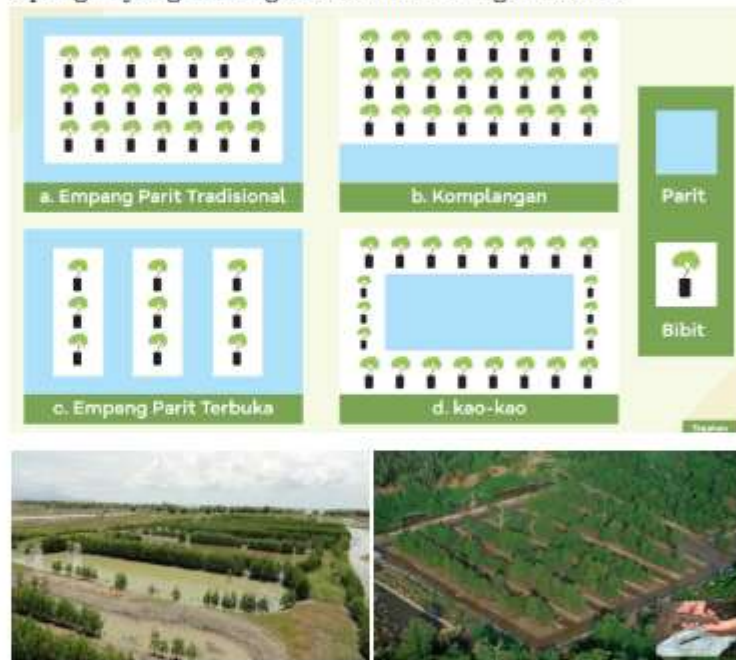 a. Empang Parit Tradisional
b. Komplangan
Parit
Bibit
c. Empang Parit Terbuka
d. kao-kao